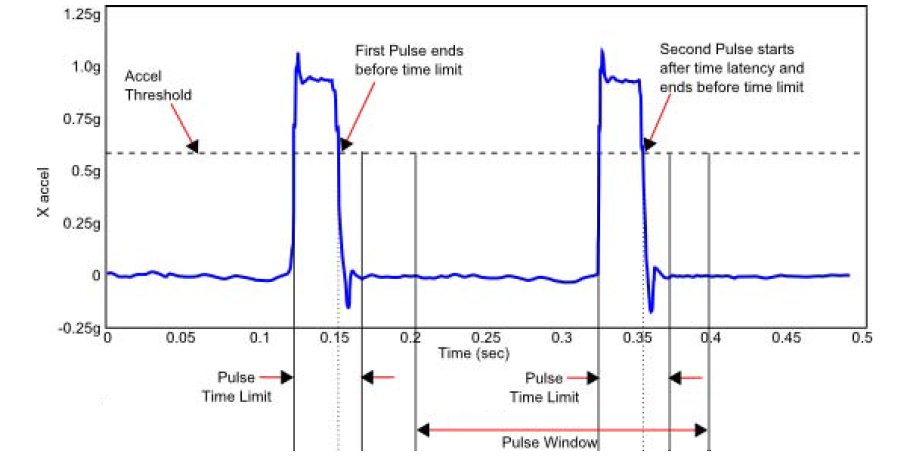 1.25g
1.0g
0.75g
0.5g
0.25g
0
-0.25g
X accel
Accel
Threshold
First Pulse ends
before time limit
Second Pulse starts
after time latency and
ends before time limit
0 0.05 0.1 0.15 0.2 0.25 0.3 0.35 0.4 0.45 0.5
Time (sec)
Pulse
Time Limit
Pulse
Time Limit
Pulse Window